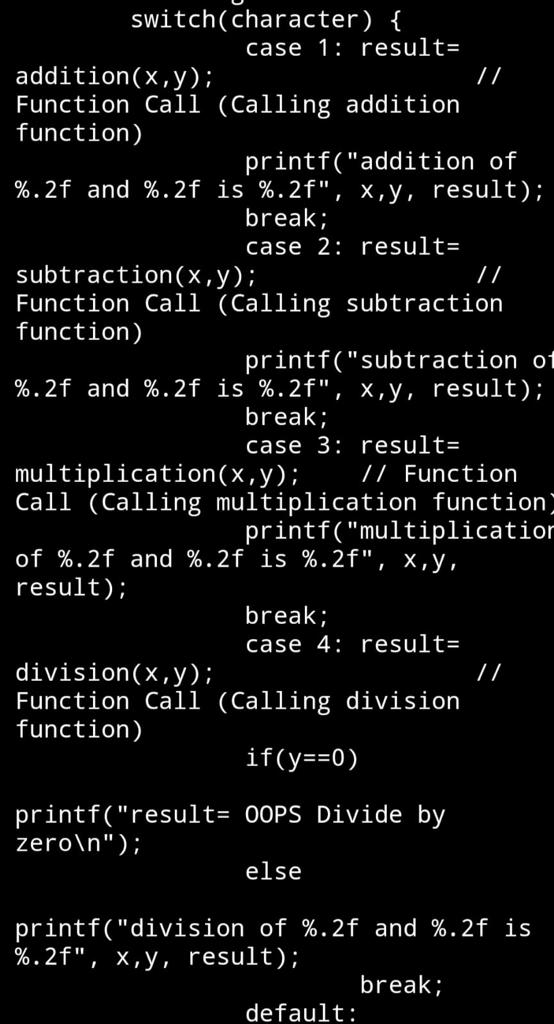 switch(character) {
case 1: result=
addition(x,y); //
Function Call (Calling addition
function)
printf("addition of
%.2f and %.2f is %.2f", x,y, result);
break;
case 2: result=
subtraction(x,y); //
Function Call (Calling subtraction
function)
printf("subtraction of
%.2f and %.2f is %.2f", x,y, result);
break;
case 3: result=
multiplication(x,y); // Function
Call (Calling multiplication function)
printf("multiplication
of %.2f and %.2f is %.2f", x,y,
result);
break;
case 4: result=
division(x,y); //
Function Call (Calling division
function)
if(y==0)
printf("result= OOPS Divide by
zero\n");
else
printf("division of %.2f and %.2f is
%.2f", x,y, result);
break;
default: